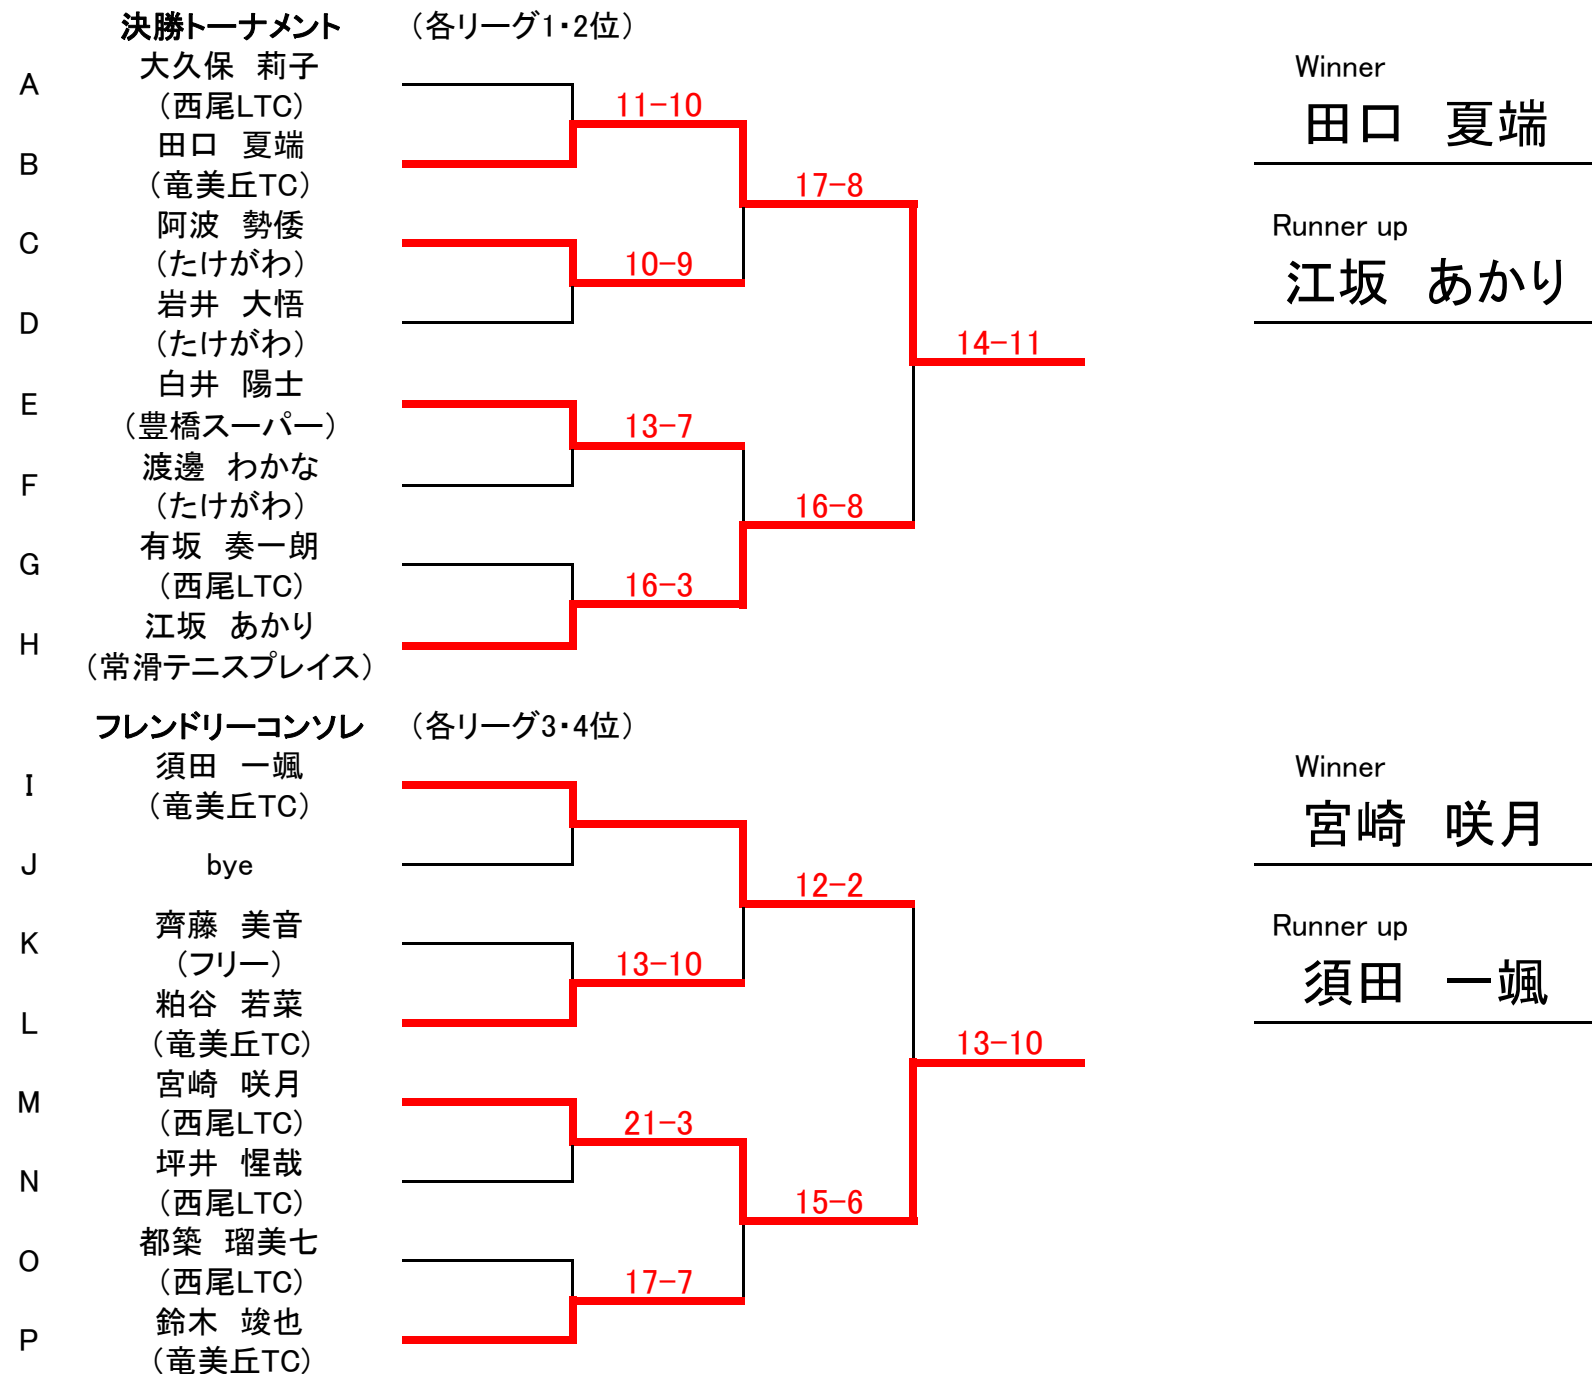 決勝トーナメント （各リーグ1・2位）
A 大久保 莉子
（西尾LTC）
11-10
B 田口 夏端
（竜美丘TC）
17-8
C 阿波 勢倭
（たけがわ）
10-9
D 岩井 大悟
（たけがわ）
14-11
E 白井 陽士
（豊橋スーパー）
13-7
F 渡邊 わかな
（たけがわ）
16-8
G 有坂 奏一朗
（西尾LTC）
16-3
H 江坂 あかり
（常滑テニスプレイス）
Winner
田口 夏端
Runner up
江坂 あかり
フレンドリーコンソレ （各リーグ3・4位）
I 須田 一颯
（竜美丘TC）
J bye
12-2
K 齊藤 美音
（フリー）
13-10
L 粕谷 若菜
（竜美丘TC）
13-10
M 宮崎 咲月
（西尾LTC）
21-3
N 坪井 惺哉
（西尾LTC）
15-6
O 都築 瑠美七
（西尾LTC）
17-7
P 鈴木 竣也
（竜美丘TC）
Winner
宮崎 咲月
Runner up
須田 一颯